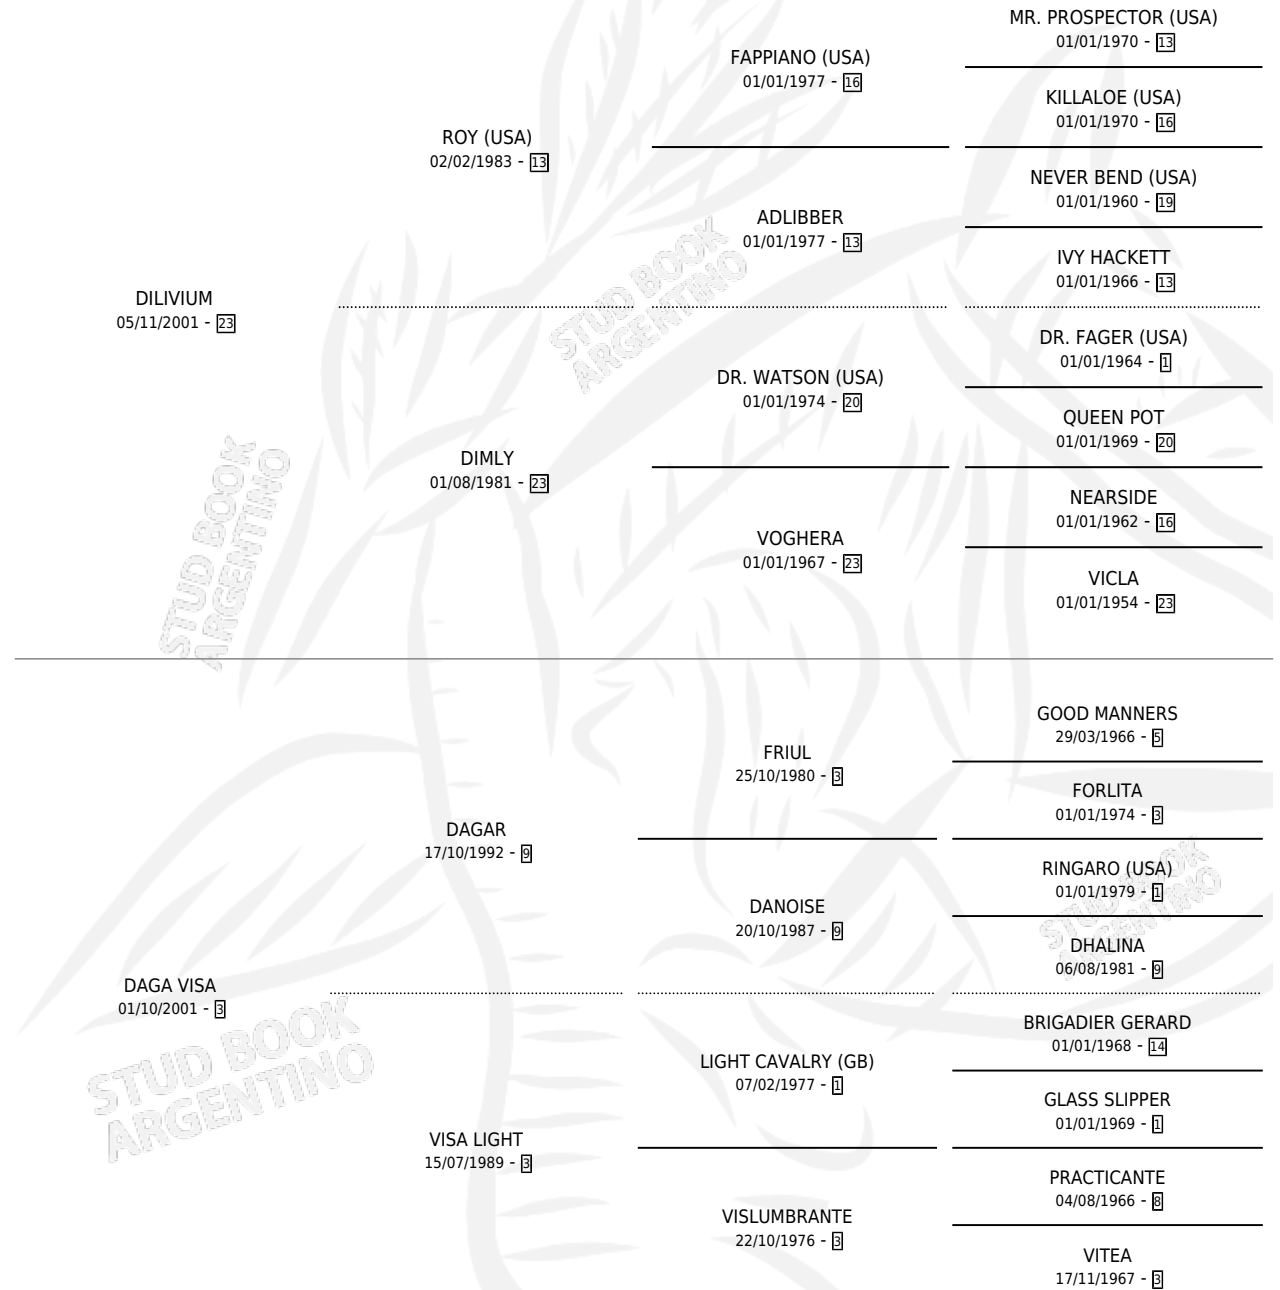 MR. PROSPECTOR (USA)
01/01/1970 - 13
FAPPIANO (USA)
01/01/1977 - 16
KILLALOE (USA)
01/01/1970 - 16
ROY (USA)
02/02/1983 - 13
NEVER BEND (USA)
01/01/1960 - 19
ADLIBBER
01/01/1977 - 13
IVY HACKETT
01/01/1966 - 13
DILIVIUM
05/11/2001 - 23
DR. FAGER (USA)
01/01/1964 - 1
DR. WATSON (USA)
01/01/1974 - 20
QUEEN POT
01/01/1969 - 20
DIMLY
01/08/1981 - 23
NEARSIDE
01/01/1962 - 16
VOGHERA
01/01/1967 - 23
VICLA
01/01/1954 - 23
GOOD MANNERS
29/03/1966 - 5
FRIUL
25/10/1980 - 3
FORLITA
01/01/1974 - 3
DAGAR
17/10/1992 - 9
RINGARO (USA)
01/01/1979 - 1
DANOISE
20/10/1987 - 9
DHALINA
06/08/1981 - 9
DAGA VISA
01/10/2001 - 3
BRIGADIER GERARD
01/01/1968 - 14
LIGHT CAVALRY (GB)
07/02/1977 - 1
GLASS SLIPPER
01/01/1969 - 1
VISA LIGHT
15/07/1989 - 3
PRACTICANTE
04/08/1966 - 8
VISLUMBRANTE
22/10/1976 - 3
VITEA
17/11/1967 - 3
STUD BOOK
ARGENTINO
STUD BOOK
ARGENTINO
STUD BOOK
ARGENTINO
STUD BOOK
ARGENTINO